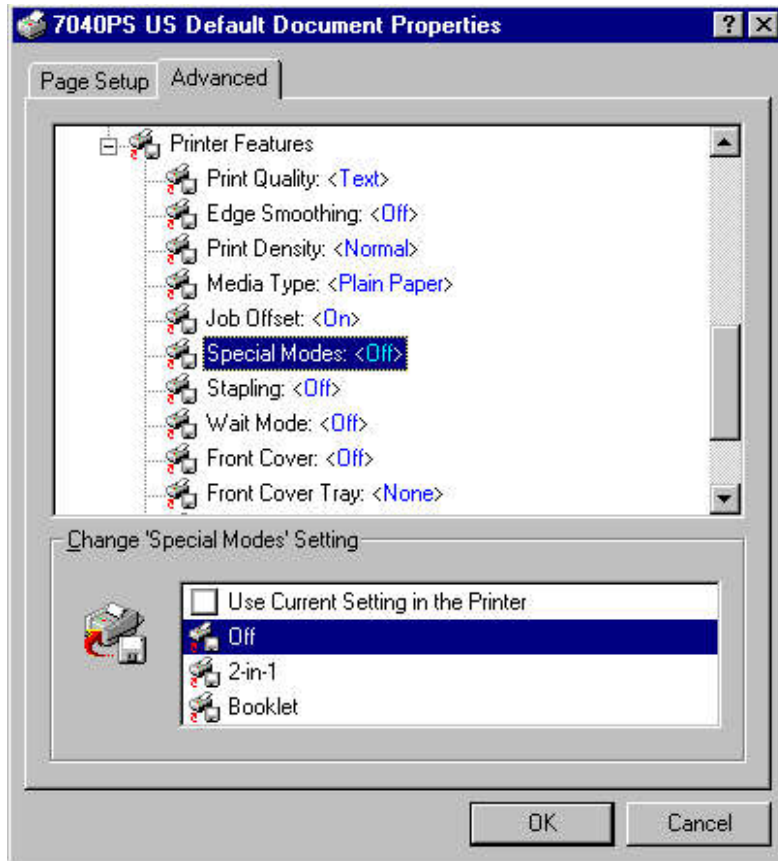 7040PS US Default Document Properties
Page Setup
Advanced
Printer Features
Print Quality: <Text>
Edge Smoothing: <Off>
Print Density: <Normal>
Media Type: <Plain Paper>
Job Offset: <On>
Special Modes: <Off>
Stapling: <Off>
Wait Mode: <Off>
Front Cover: <Off>
Front Cover Tray: <None>
Change 'Special Modes' Setting
Use Current Setting in the Printer
Off
2-in-1
Booklet
OK
Cancel